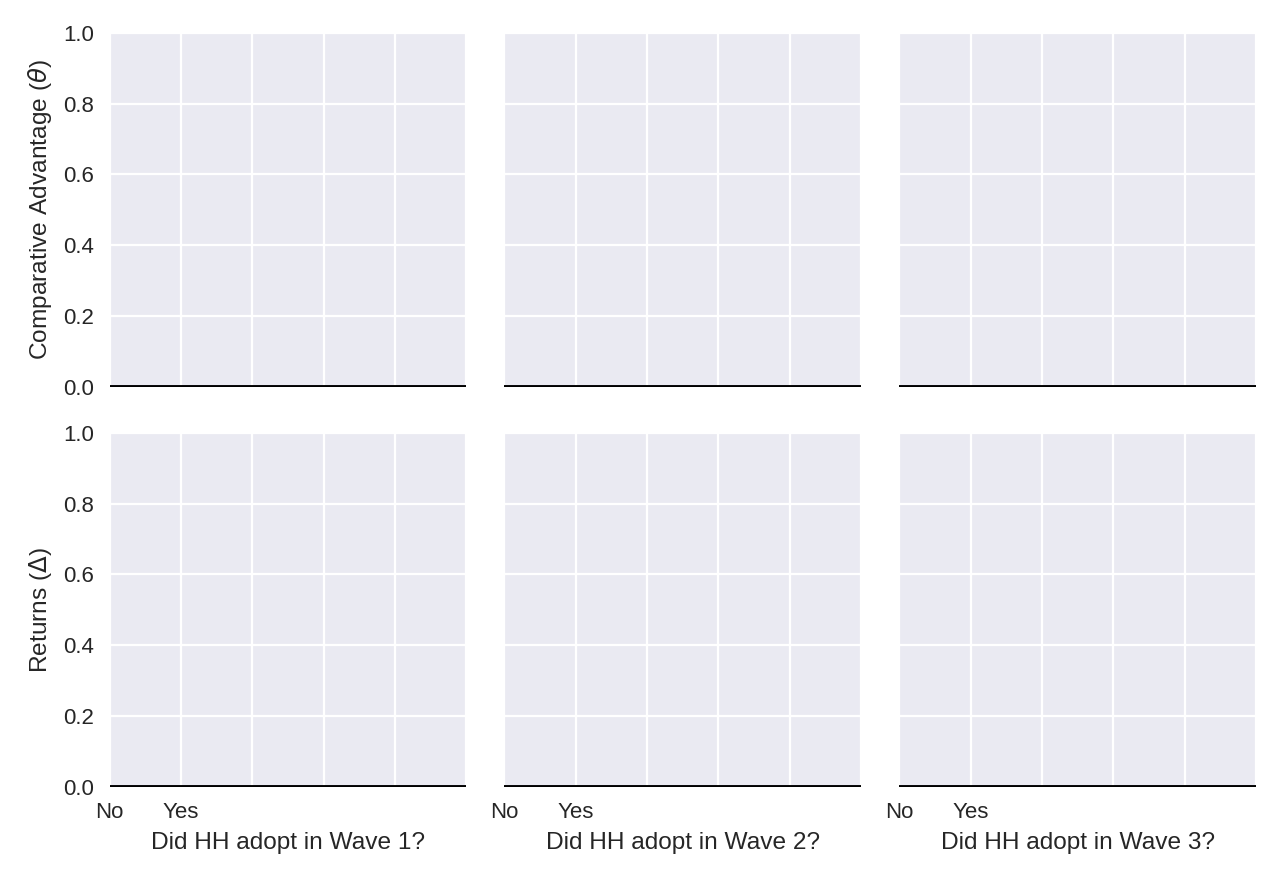 Comparative Advantage (θ)
1.0
0.8
0.6
0.4
0.2
0.0
Returns (Δ)
1.0
0.8
0.6
0.4
0.2
0.0
No Yes
No Yes
No Yes
Did HH adopt in Wave 1?
Did HH adopt in Wave 2?
Did HH adopt in Wave 3?